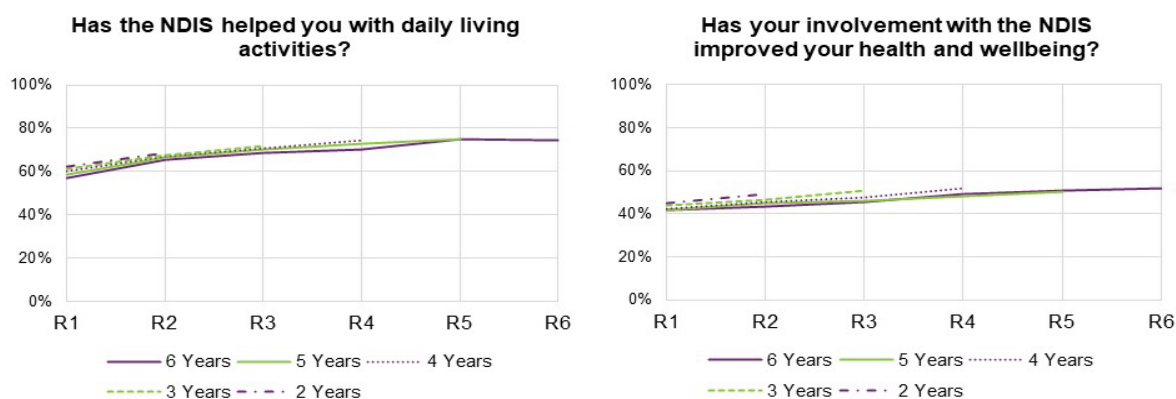 Has the NDIS helped you with daily living
activities?
100%
80%
60%
40%
20%
0%
R1 R2 R3 R4 R5 R6
6 Years 5 Years 4 Years
3 Years 2 Years
Has your involvement with the NDIS
improved your health and wellbeing?
100%
80%
60%
40%
20%
0%
R1 R2 R3 R4 R5 R6
6 Years 5 Years 4 Years
3 Years 2 Years